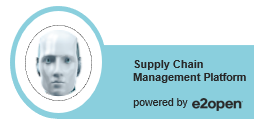 Supply Chain
Management Platform
powered by e2open